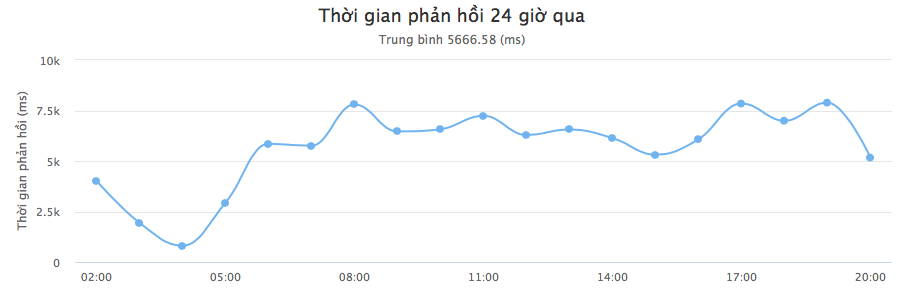 Thời gian phản hồi 24 giờ qua
Trung bình 5666.58 (ms)
Thời gian phản hồi (ms)
10k
7.5k
5k
2.5k
0
02:00 05:00 08:00 11:00 14:00 17:00 20:00